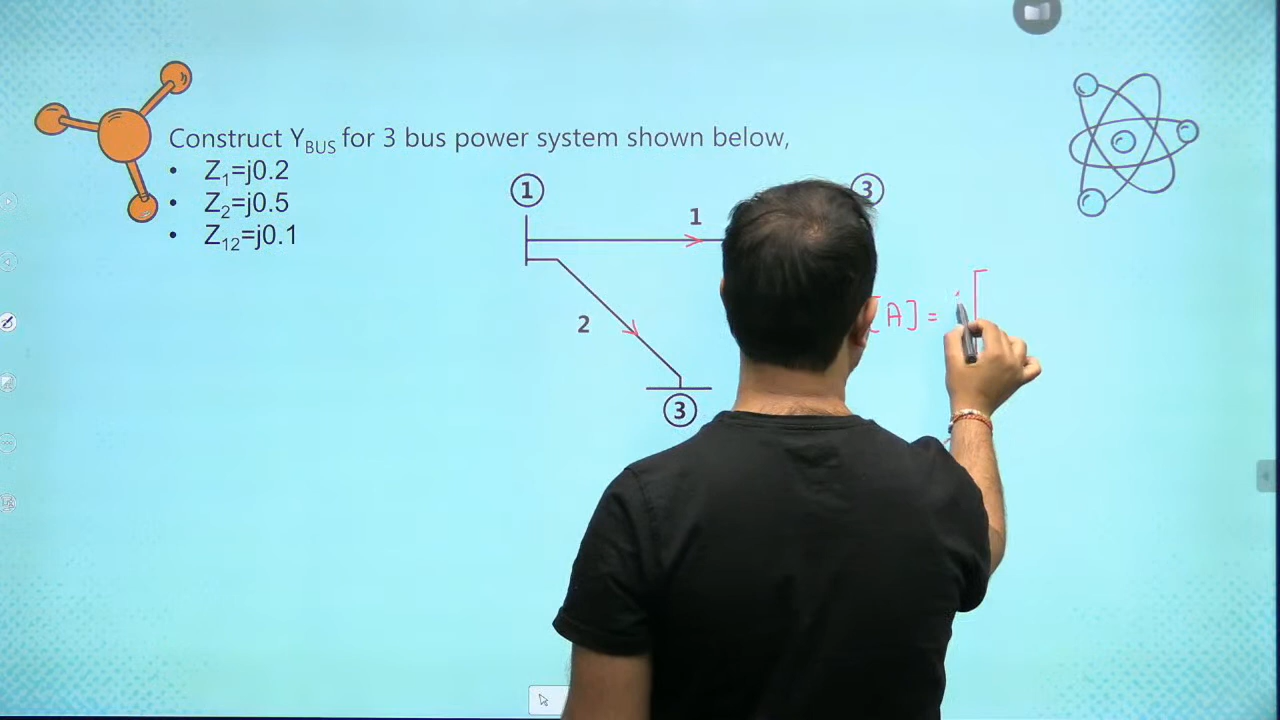 Construct Y_BUS for 3 bus power system shown below,
• Z₁=j0.2
• Z₂=j0.5
• Z₁₂=j0.1
1
3
1
[A] = [
2
3